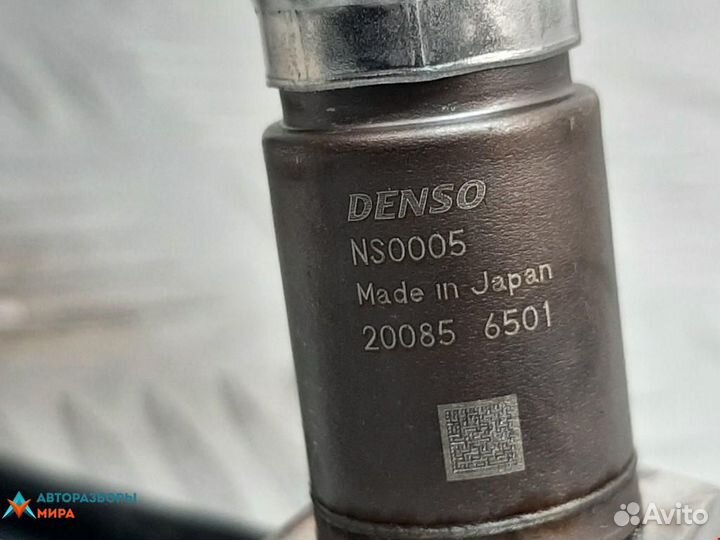 DENSO
NS0005
Made in Japan
20085 6501
АВТОРАЗБОРЫ
МИРА
Avito